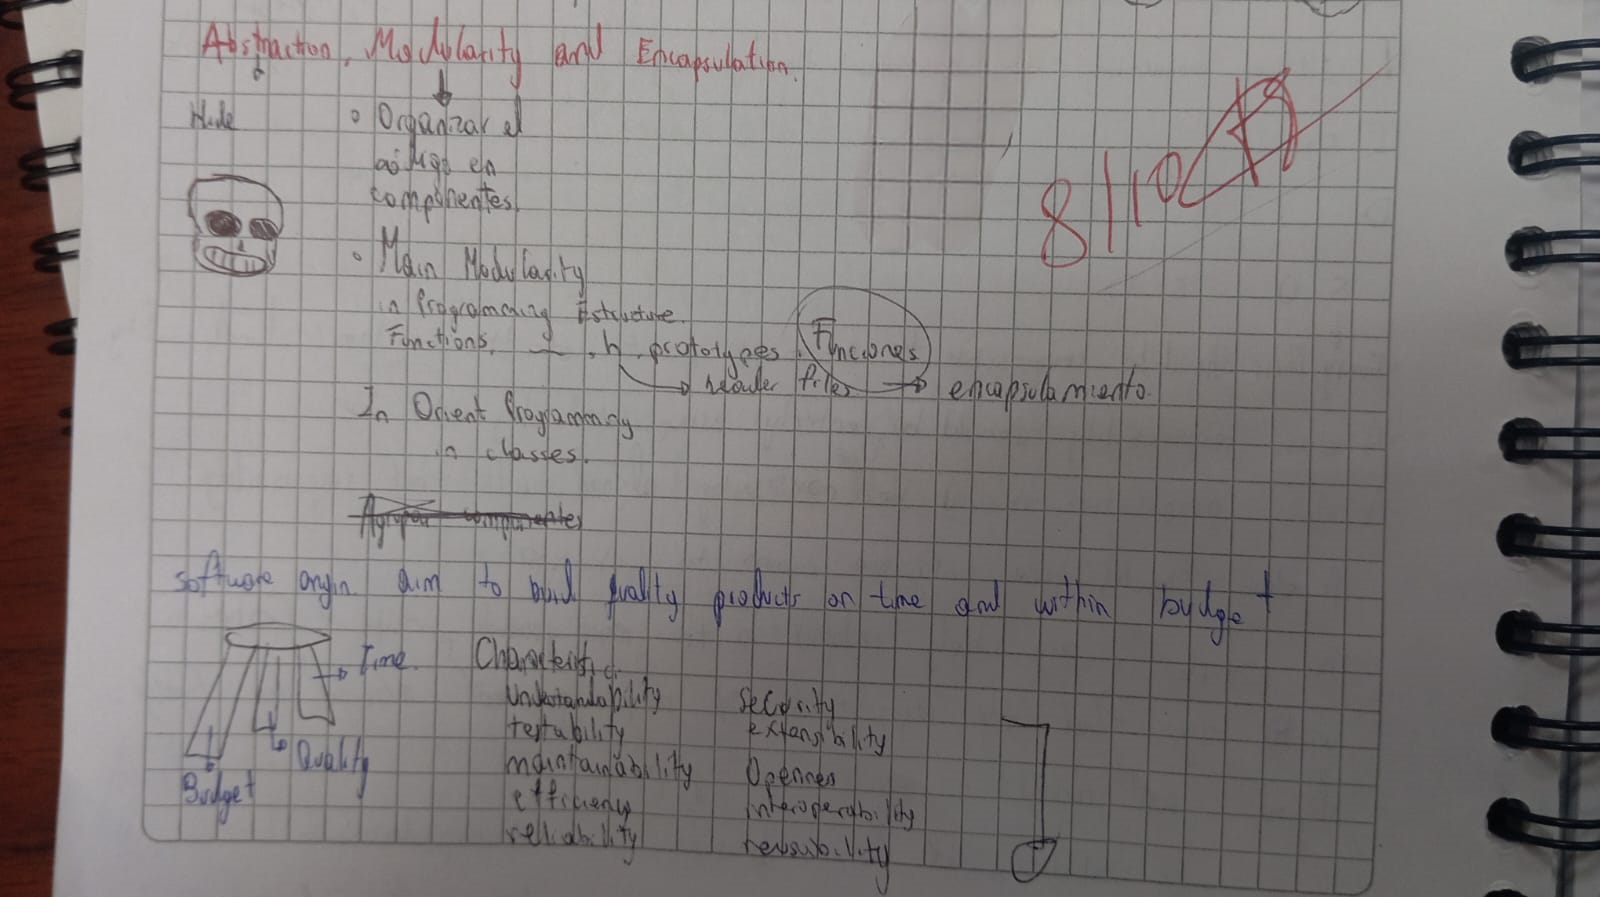 Abstraction, Modularity and Encapsulation.
Hide
Organizar el
código en
componentes.
Main Modularity
in Programming Estructure.
Functions. .h prototypes. Funciones
header files encapsulamiento.
In Orient Programming
in classes.
Agrupar componentes
8/10
software engin aim to build quality products on time and within budget
Time.
Quality
Budget
Characteristic.
Understandability
testability
maintainability
efficiency
reliability
Security
extensibility
Opennes
interoperability
reusability